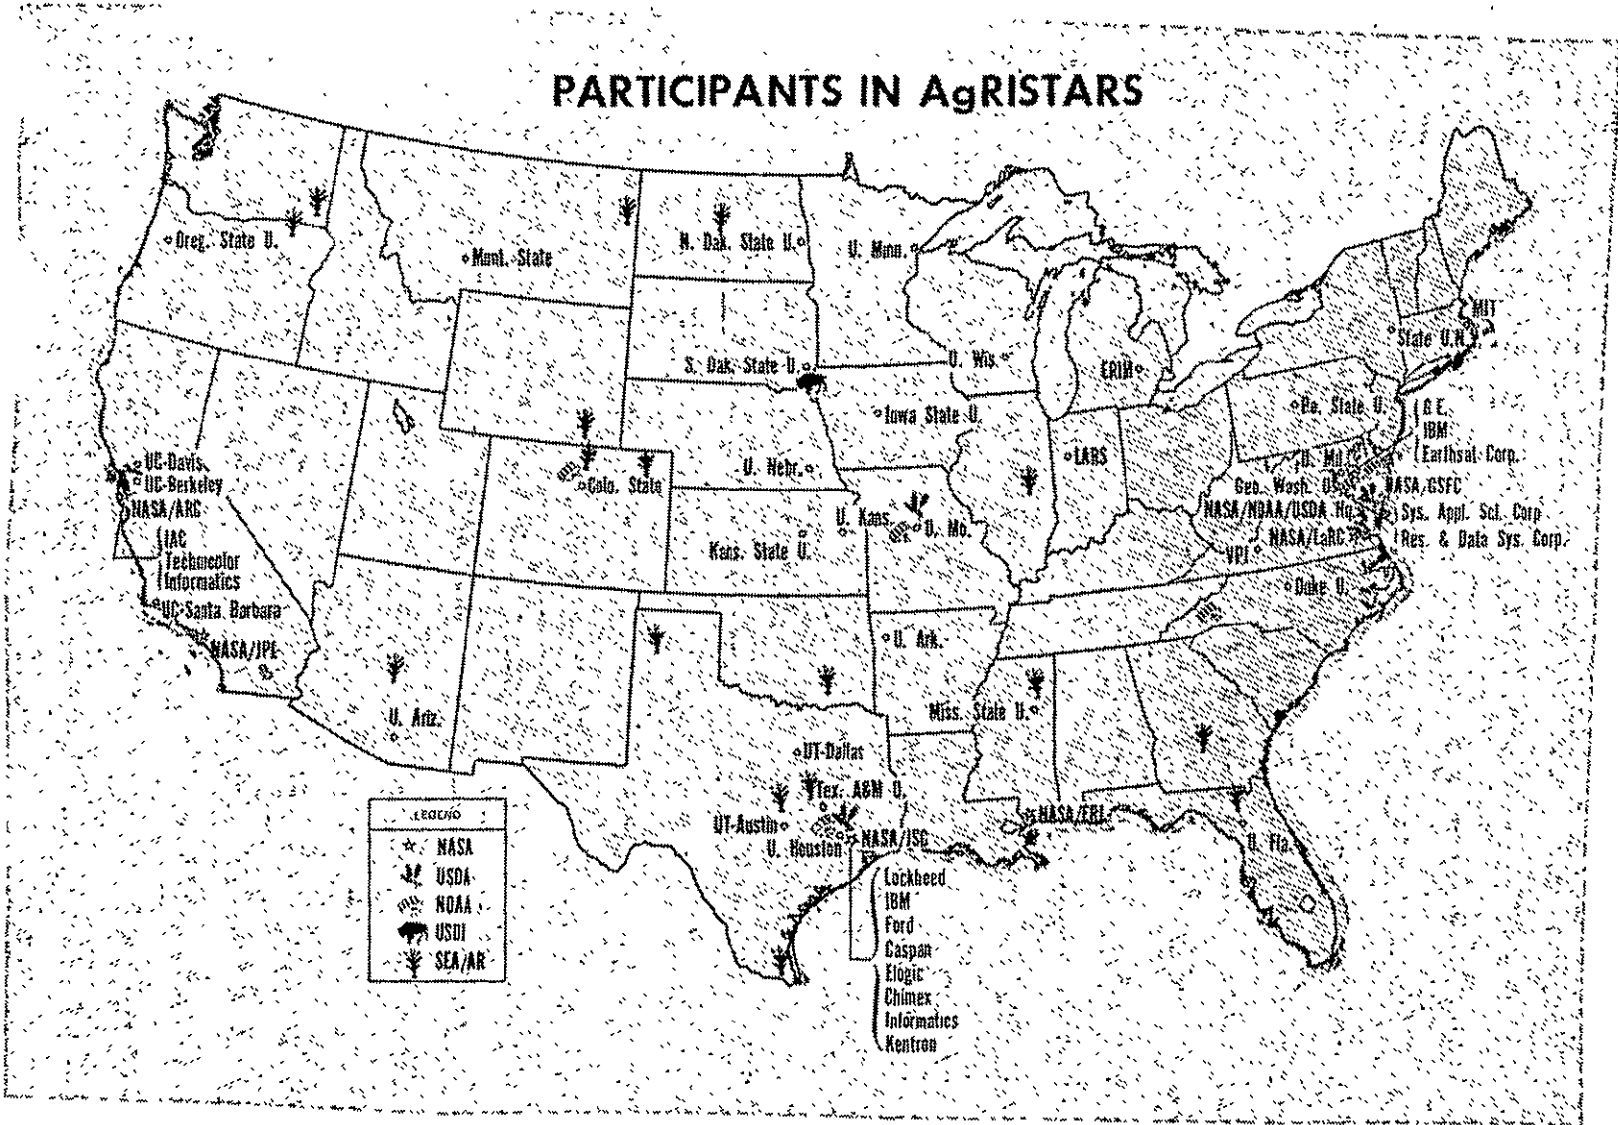 PARTICIPANTS IN AgRISTARS
Oreg. State U.
Mont. State
N. Dak. State U.
U. Minn.
MIT
State U.N.Y.
S. Dak. State U.
U. Wis.
ERIM
Iowa State U.
Pa. State U.
G.E.
IBM
Earthsat Corp.
UC-Davis
UC-Berkeley
NASA/ARC
IAC
Technicolor
Informatics
UC-Santa Barbara
NASA/JPL
Colo. State
U. Nebr.
LARS
U. Md.
Geo. Wash. U.
NASA/GSFC
NASA/NOAA/USDA Hq.
Sys. Appl. Sci. Corp
NASA/LaRC
Res. & Data Sys. Corp.
U. Kans.
U. Mo.
Kans. State U.
VPI
Duke U.
U. Ark.
U. Ariz.
Miss. State U.
UT-Dallas
Tex. A&M U.
UT-Austin
U. Houston
NASA/JSC
NASA/ERL
U. Fla.
Lockheed
IBM
Ford
Caspan
Elogic
Chimex
Informatics
Kentron
LEGEND
NASA
USDA
NOAA
USDI
SEA/AR